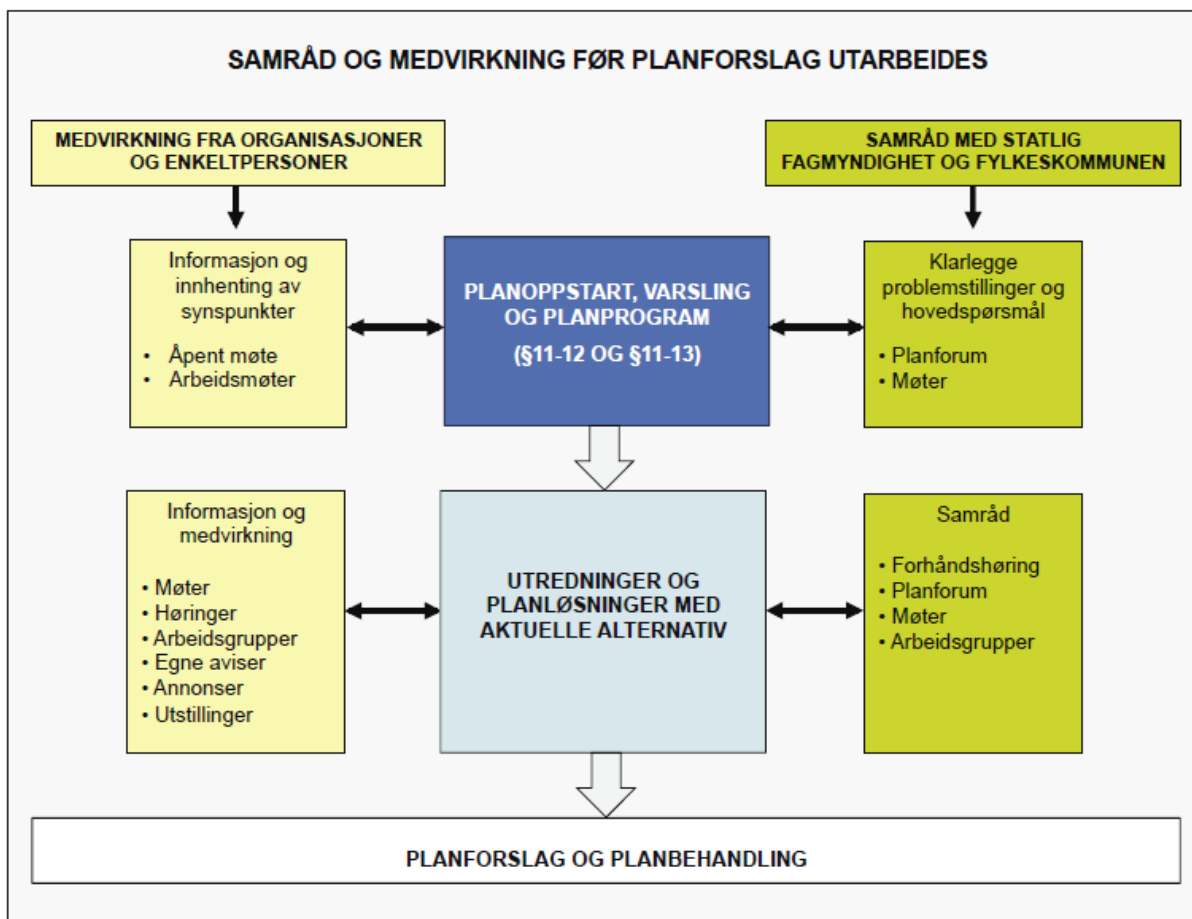 SAMRÅD OG MEDVIRKNING FØR PLANFORSLAG UTARBEIDES
MEDVIRKNING FRA ORGANISASJONER
OG ENKELTPERSONER
SAMRÅD MED STATLIG
FAGMYNDIGHET OG FYLKESKOMMUNEN
Informasjon og
innhenting av
synspunkter
• Åpent møte
• Arbeidsmøter
PLANOPPSTART, VARSLING
OG PLANPROGRAM
(§11-12 OG §11-13)
Klarlegge
problemstillinger og
hovedspørsmål
• Planforum
• Møter
Informasjon og
medvirkning
• Møter
• Høringer
• Arbeidsgrupper
• Egne aviser
• Annonser
• Utstillinger
UTREDNINGER OG
PLANLØSNINGER MED
AKTUELLE ALTERNATIV
Samråd
• Forhåndshøring
• Planforum
• Møter
• Arbeidsgrupper
PLANFORSLAG OG PLANBEHANDLING